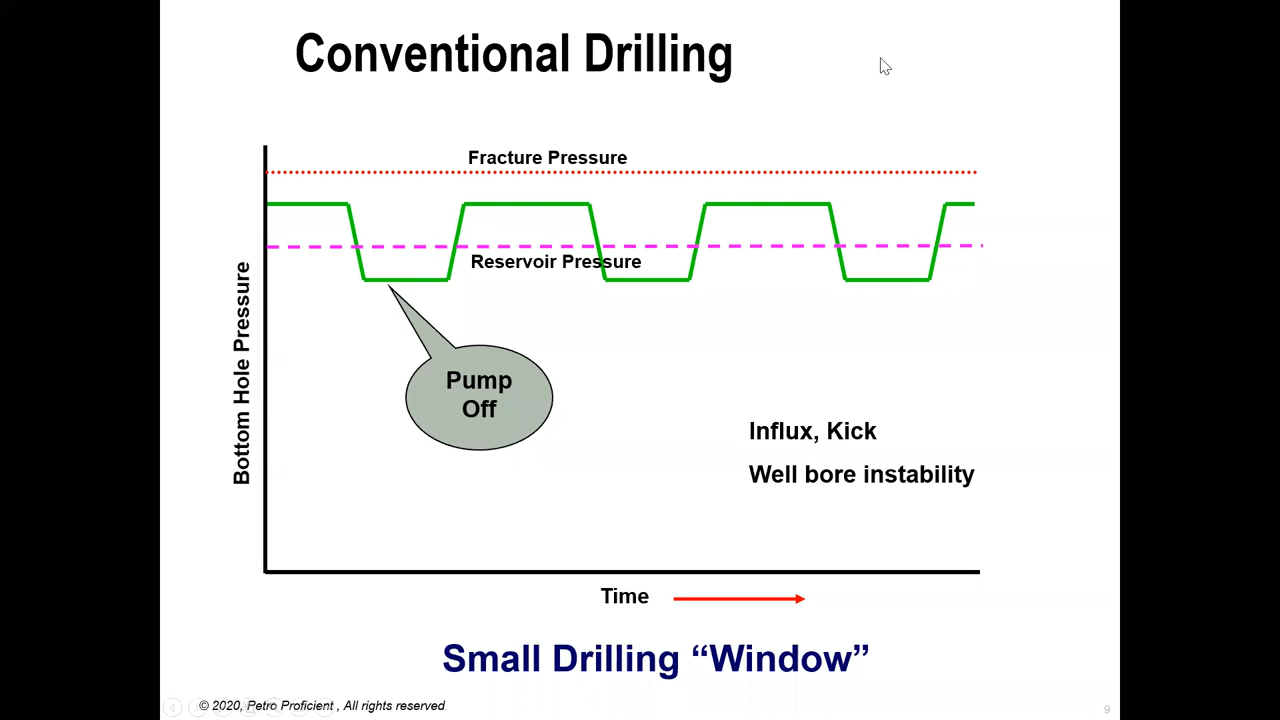 Conventional Drilling
Fracture Pressure
Reservoir Pressure
Bottom Hole Pressure
Pump
Off
Influx, Kick
Well bore instability
Time
Small Drilling “Window”
© 2020, Petro Proficient , All rights reserved
9